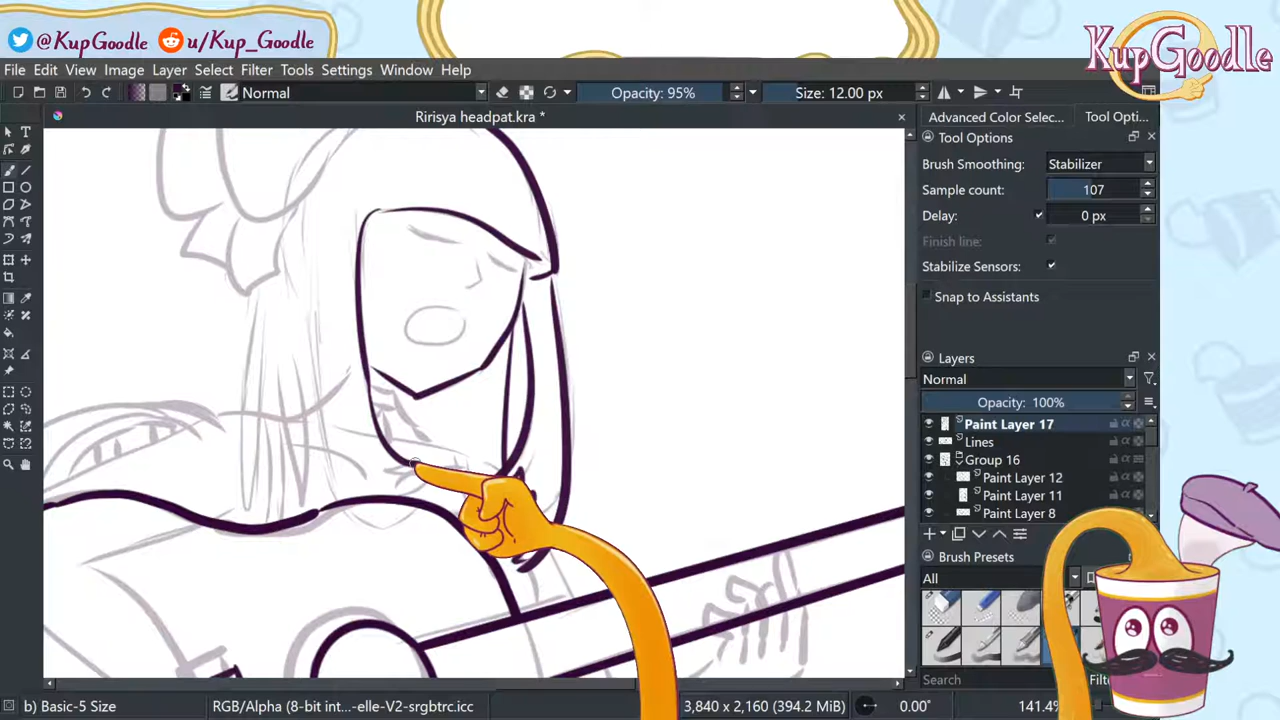 @KupGoodle u/Kup_Goodle
KupGoodle
File Edit View Image Layer Select Filter Tools Settings Window Help
Normal Opacity: 95% Size: 12.00 px
Ririsya headpat.kra *
Advanced Color Selec... Tool Opti...
Tool Options
Brush Smoothing: Stabilizer
Sample count: 107
Delay: 0 px
Finish line:
Stabilize Sensors:
Snap to Assistants
Layers
Normal
Opacity: 100%
Paint Layer 17
Lines
Group 16
Paint Layer 12
Paint Layer 11
Paint Layer 8
Brush Presets
All
Search
b) Basic-5 Size RGB/Alpha (8-bit int...-elle-V2-srgbtrc.icc 3,840 x 2,160 (394.2 MiB) 0.00° 141.4%